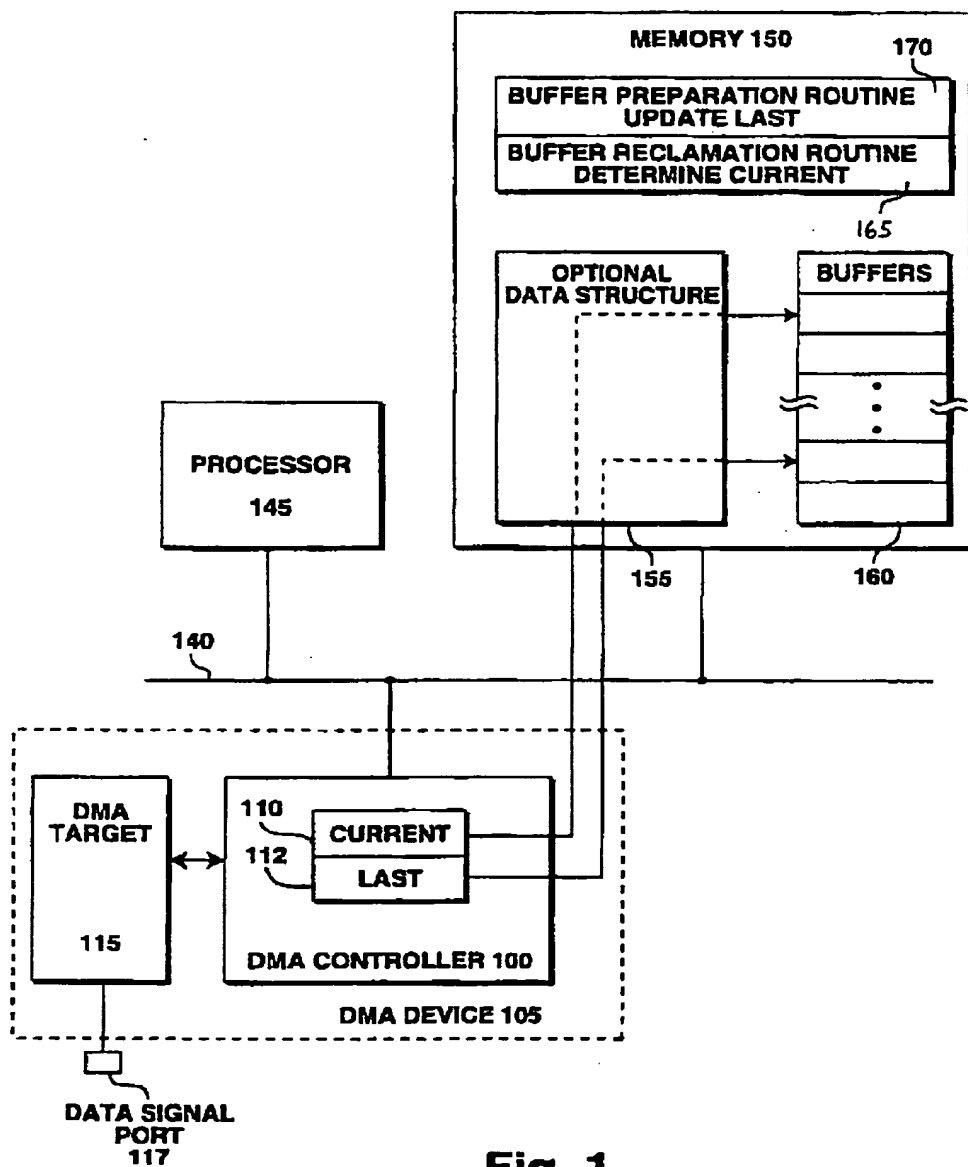 MEMORY 150
170
BUFFER PREPARATION ROUTINE
UPDATE LAST
BUFFER RECLAMATION ROUTINE
DETERMINE CURRENT
165
OPTIONAL
DATA STRUCTURE
BUFFERS
PROCESSOR
145
155
160
140
DMA
TARGET
110
CURRENT
112
LAST
115
DMA CONTROLLER 100
DMA DEVICE 105
DATA SIGNAL
PORT
117
Fig. 1